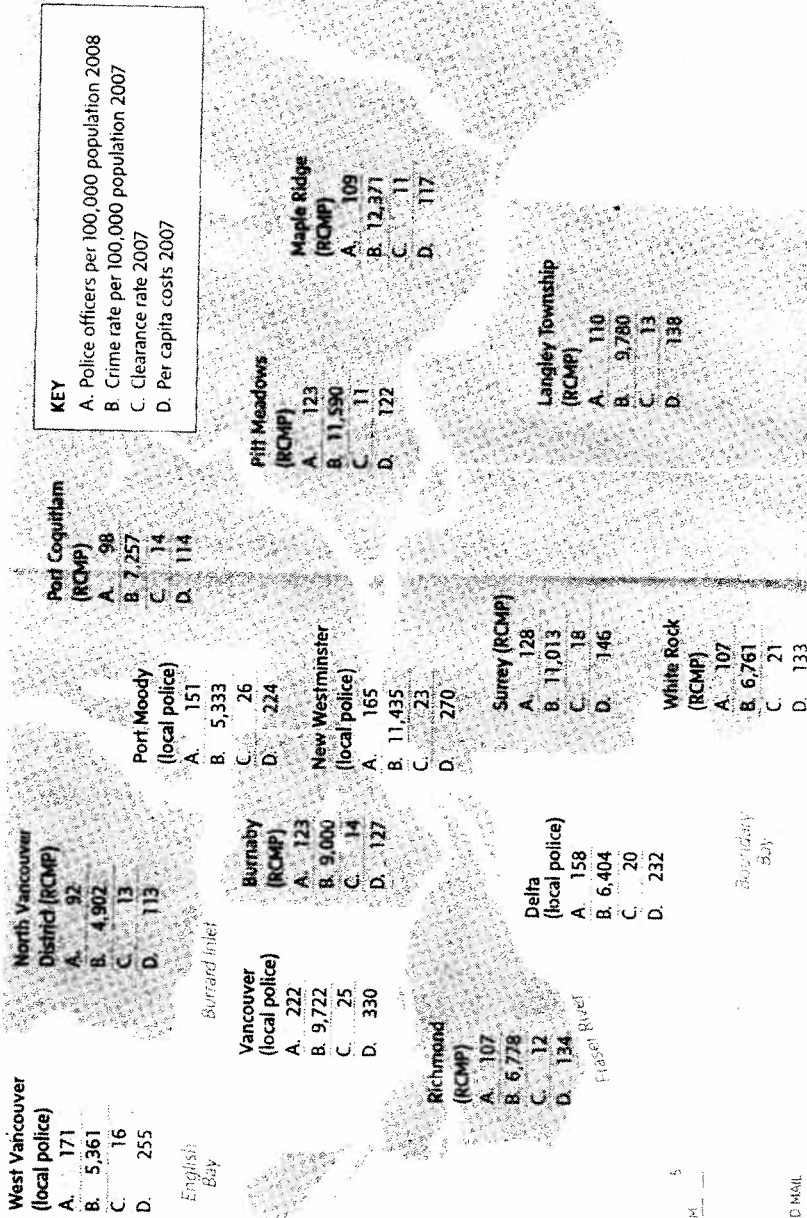 West Vancouver
(local police)
A. 171
B. 5,361
C. 16
D. 255
English
Bay
North Vancouver
District (RCMP)
A. 92
B. 4,902
C. 13
D. 113
Burrard Inlet
Vancouver
(local police)
A. 222
B. 9,722
C. 25
D. 330
Richmond
(RCMP)
A. 107
B. 6,778
C. 12
D. 134
Fraser River
Burnaby
(RCMP)
A. 123
B. 9,000
C. 14
D. 127
Delta
(local police)
A. 158
B. 6,404
C. 20
D. 232
Boundary
Bay
Port Moody
(local police)
A. 151
B. 5,333
C. 26
D. 224
New Westminster
(local police)
A. 165
B. 11,435
C. 23
D. 270
Port Coquitlam
(RCMP)
A. 98
B. 7,257
C. 14
D. 114
Surrey (RCMP)
A. 128
B. 11,013
C. 18
D. 146
White Rock
(RCMP)
A. 107
B. 6,761
C. 21
D. 133
Pitt Meadows
(RCMP)
A. 123
B. 11,590
C. 11
D. 122
Maple Ridge
(RCMP)
A. 109
B. 12,371
C. 11
D. 117
Langley Township
(RCMP)
A. 110
B. 9,780
C. 13
D. 138
KEY
A. Police officers per 100,000 population 2008
B. Crime rate per 100,000 population 2007
C. Clearance rate 2007
D. Per capita costs 2007
5
D MAIL